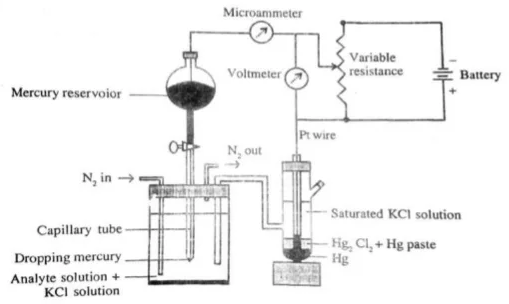 Microammeter
Variable
resistance
−
Battery
+
Voltmeter
Mercury reservoior
Pt wire
N₂ out
N₂ in
Saturated KCl solution
Capillary tube
Hg₂ Cl₂ + Hg paste
Hg
Dropping mercury
Analyte solution +
KCl solution